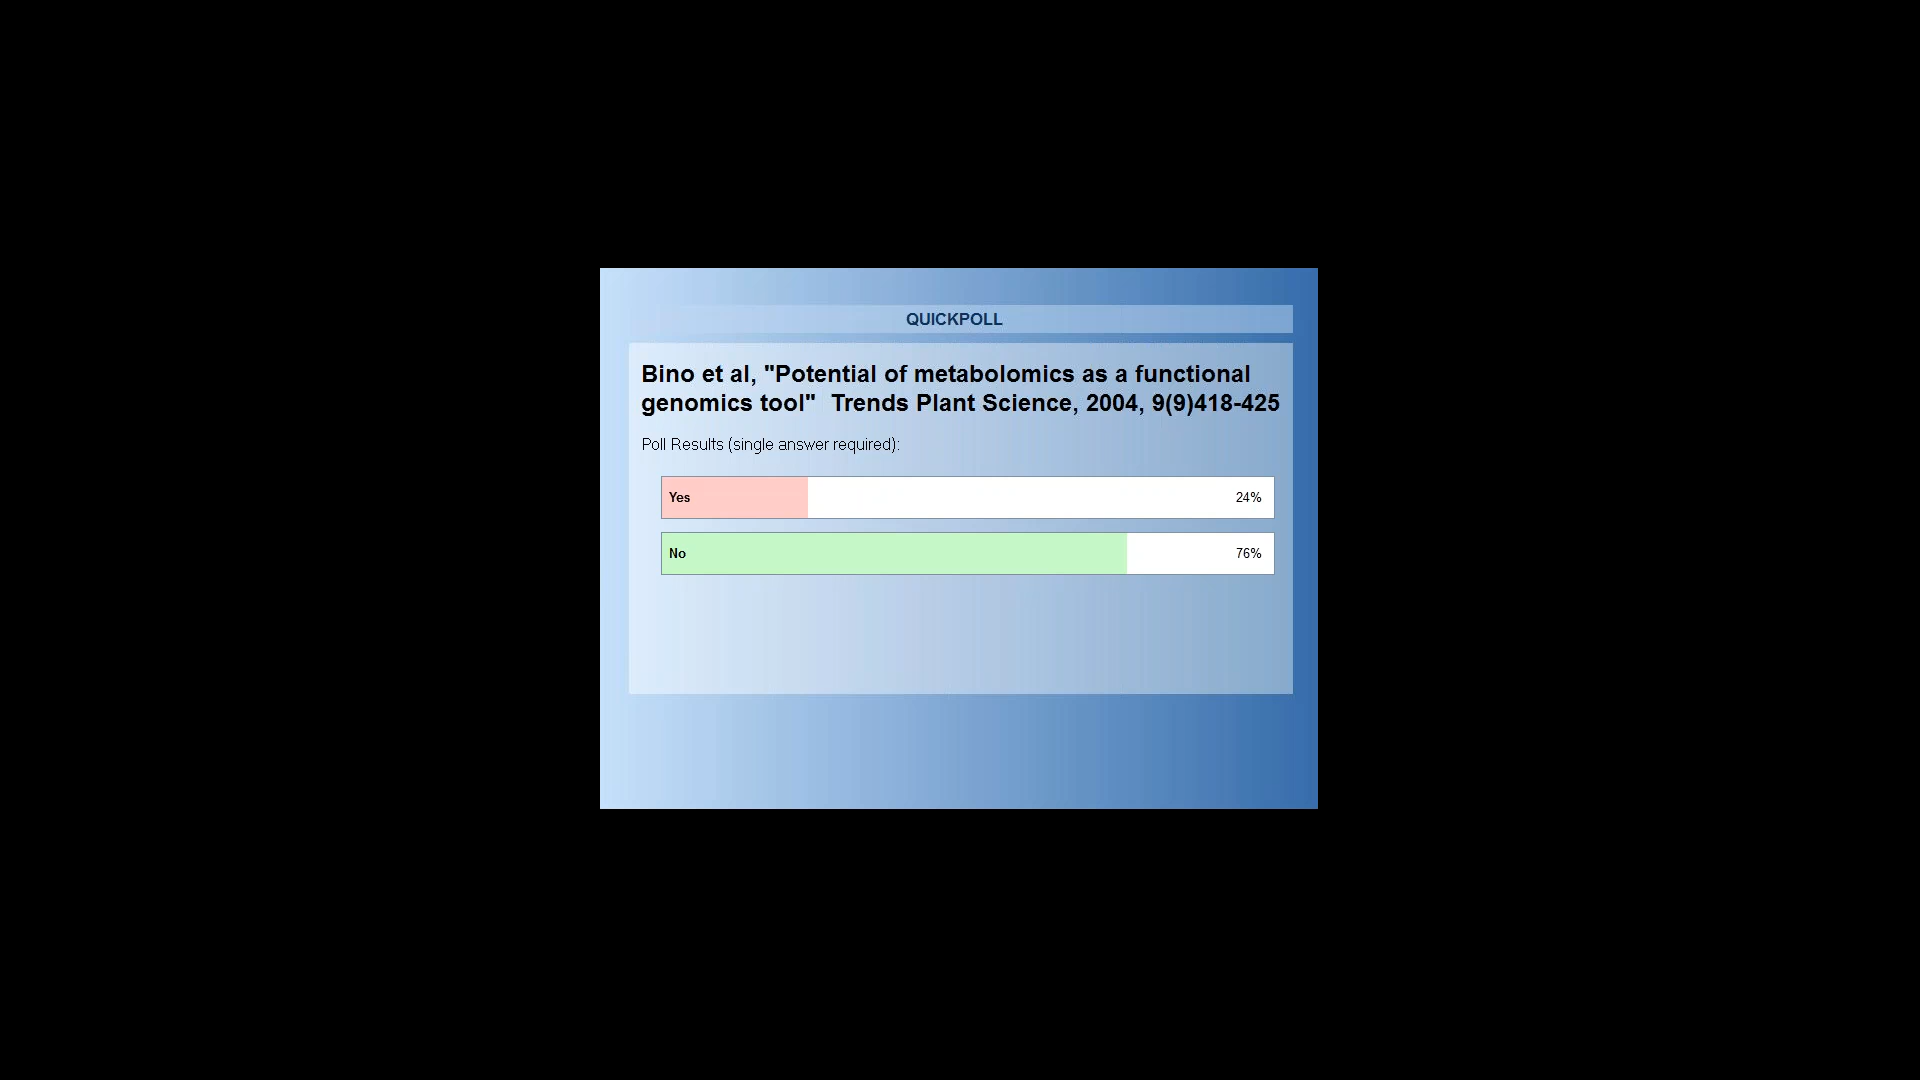 QUICKPOLL
Bino et al, "Potential of metabolomics as a functional
genomics tool"  Trends Plant Science, 2004, 9(9)418-425
Poll Results (single answer required):
Yes 24%
No 76%